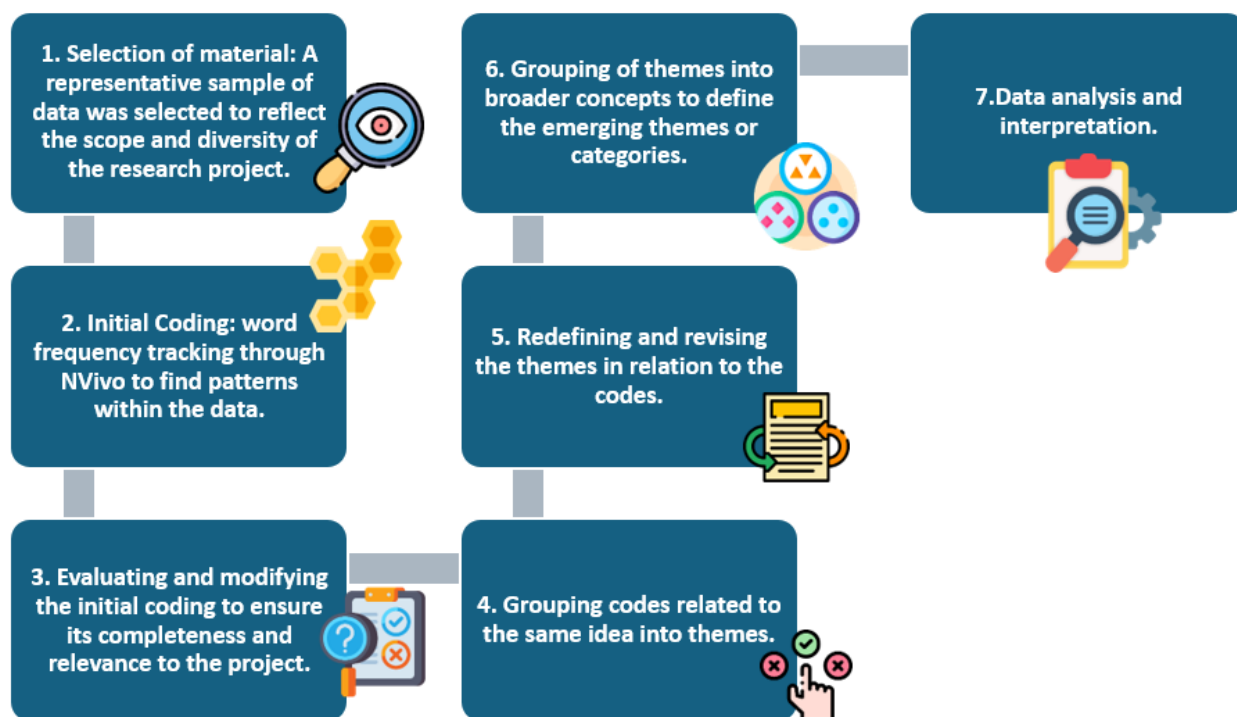 1. Selection of material: A
representative sample of
data was selected to reflect
the scope and diversity of
the research project.
2. Initial Coding: word
frequency tracking through
NVivo to find patterns
within the data.
3. Evaluating and modifying
the initial coding to ensure
its completeness and
relevance to the project.
4. Grouping codes related to
the same idea into themes.
5. Redefining and revising
the themes in relation to the
codes.
6. Grouping of themes into
broader concepts to define
the emerging themes or
categories.
7.Data analysis and
interpretation.